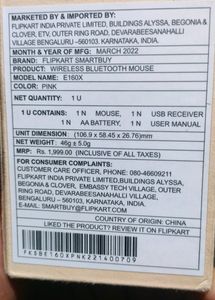 MARKETED BY & IMPORTED BY:
FLIPKART INDIA PRIVATE LIMITED, BUILDINGS ALYSSA, BEGONIA &
CLOVER, ETV, OUTER RING ROAD, DEVARABEESANAHALLI
VILLAGE BENGALURU –560103, KARNATAKA, INDIA.
MONTH & YEAR OF MFG: MARCH 2022
BRAND: FLIPKART SMARTBUY
PRODUCT: WIRELESS BLUETOOTH MOUSE
MODEL: E160X
COLOR: PINK
NET QUANTITY: 1 U
1 U CONTAINS: 1 N MOUSE, 1 N USB RECEIVER
1 N AA BATTERY, 1 N USER MANUAL
UNIT DIMENSION: (106.9 x 58.45 x 26.76)mm
NET WEIGHT: 46g ± 5.0g
MRP: Rs. 1,999.00 (INCLUSIVE OF ALL TAXES)
FOR CONSUMER COMPLAINTS:
CUSTOMER CARE OFFICER, PHONE: 080-46609211
FLIPKART INDIA PRIVATE LIMITED,BUILDINGS ALYSSA,
BEGONIA & CLOVER, EMBASSY TECH VILLAGE, OUTER
RING ROAD, DEVARABEESANAHALLI VILLAGE,
BENGALURU – 560103, KARNATAKA, INDIA.
E-MAIL: SMARTBUY@FLIPKART.COM
COUNTRY OF ORIGIN: CHINA
LIKED THE PRODUCT? REVIEW IT ON FLIPKART
FKSBE160XPNK221400709